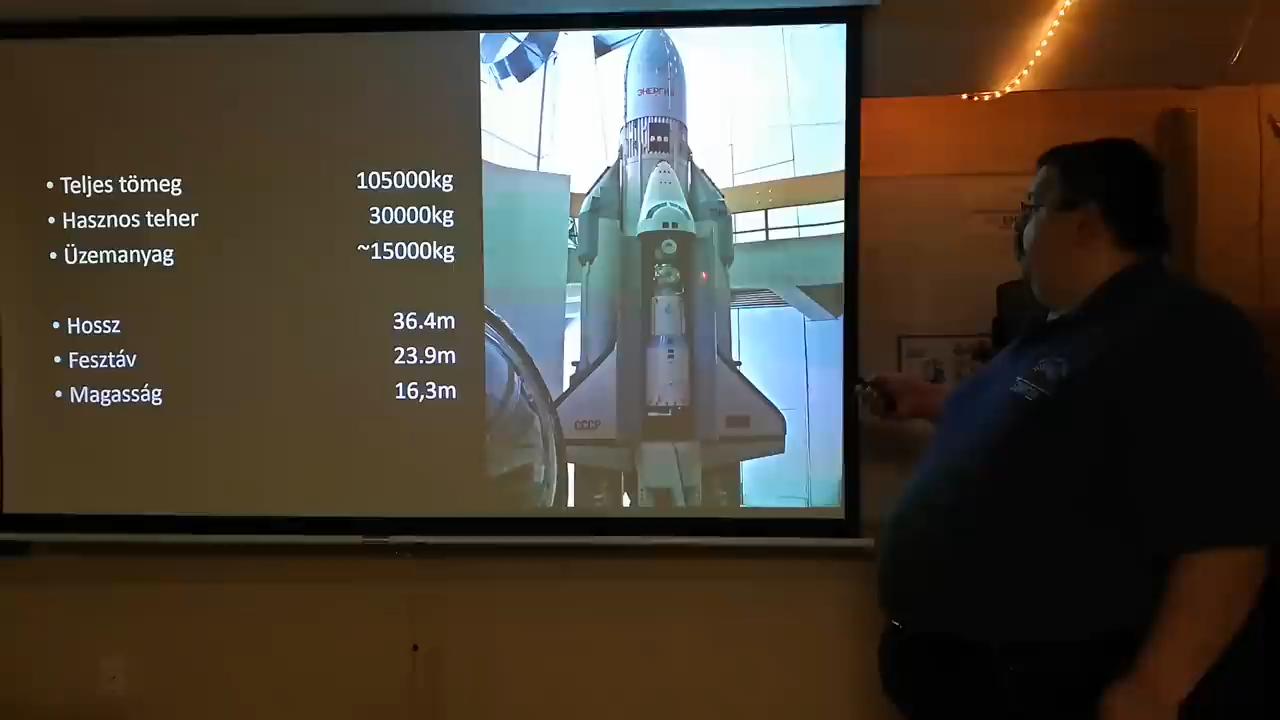 • Teljes tömeg 105000kg
• Hasznos teher 30000kg
• Üzemanyag ~15000kg
• Hossz 36.4m
• Fesztáv 23.9m
• Magasság 16,3m
ЭНЕРГИЯ
СССР